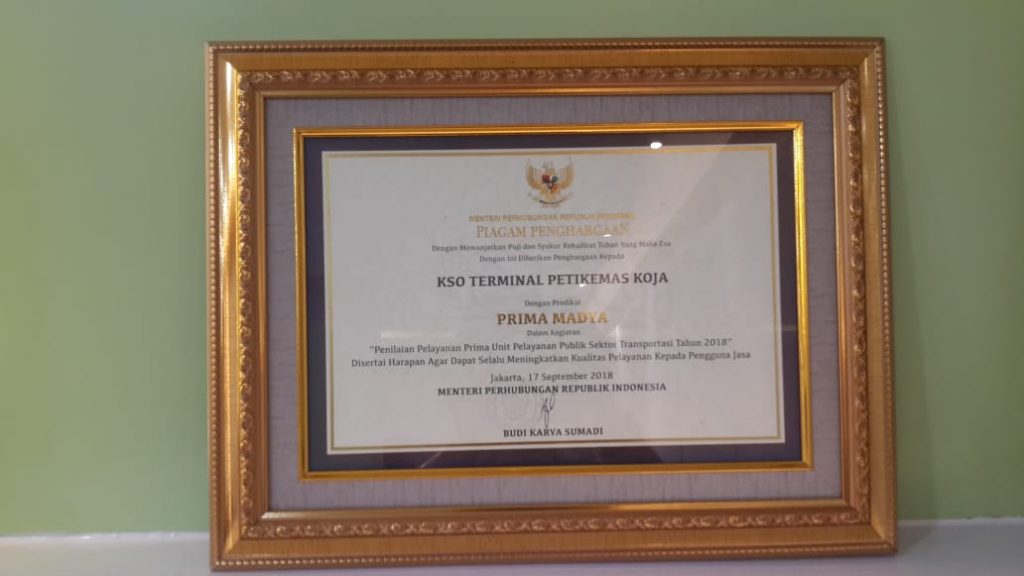 MENTERI PERHUBUNGAN REPUBLIK INDONESIA
PIAGAM PENGHARGAAN
Dengan Memanjatkan Puji dan Syukur Kehadirat Tuhan Yang Maha Esa
Dengan Ini Diberikan Penghargaan Kepada
KSO TERMINAL PETIKEMAS KOJA
Dengan Predikat
PRIMA MADYA
Dalam Kegiatan
"Penilaian Pelayanan Prima Unit Pelayanan Publik Sektor Transportasi Tahun 2018"
Disertai Harapan Agar Dapat Selalu Meningkatkan Kualitas Pelayanan Kepada Pengguna Jasa
Jakarta, 17 September 2018
MENTERI PERHUBUNGAN REPUBLIK INDONESIA
BUDI KARYA SUMADI